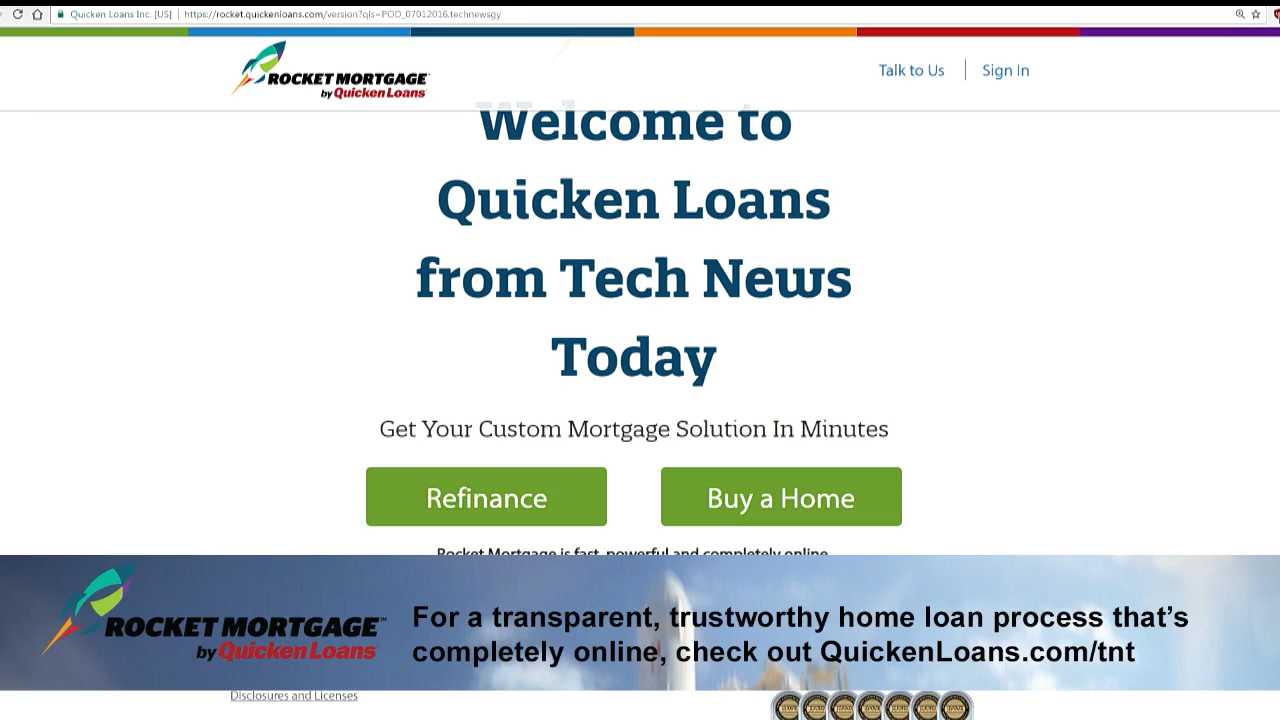 Quicken Loans Inc. [US] https://rocket.quickenloans.com/version?qls=POD_07012016.technewsgy
ROCKET MORTGAGE
by Quicken Loans
Talk to Us Sign In
Welcome to
Quicken Loans
from Tech News
Today
Get Your Custom Mortgage Solution In Minutes
Refinance Buy a Home
Rocket Mortgage is fast, powerful and completely online
ROCKET MORTGAGE™
by Quicken Loans
For a transparent, trustworthy home loan process that's
completely online, check out QuickenLoans.com/tnt
Disclosures and Licenses